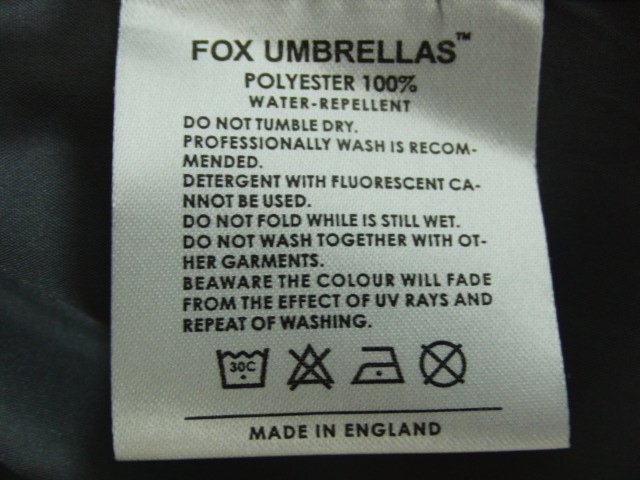 FOX UMBRELLAS™
POLYESTER 100%
WATER-REPELLENT
DO NOT TUMBLE DRY.
PROFESSIONALLY WASH IS RECOM-
MENDED.
DETERGENT WITH FLUORESCENT CA-
NNOT BE USED.
DO NOT FOLD WHILE IS STILL WET.
DO NOT WASH TOGETHER WITH OT-
HER GARMENTS.
BEAWARE THE COLOUR WILL FADE
FROM THE EFFECT OF UV RAYS AND
REPEAT OF WASHING.
30C
MADE IN ENGLAND